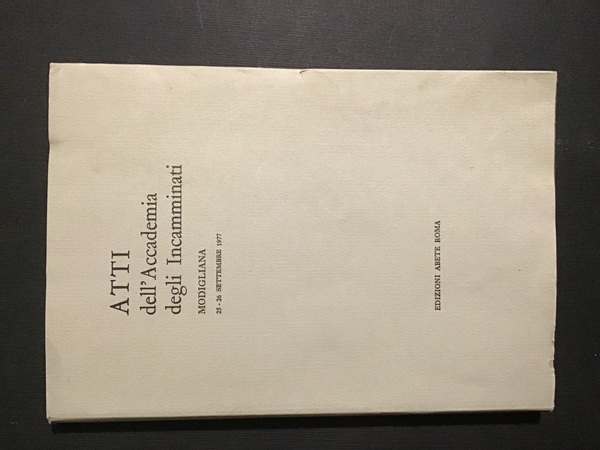 ATTI
dell'Accademia
degli Incamminati
MODIGLIANA
25 - 26 SETTEMBRE 1977
EDIZIONI ABETE ROMA